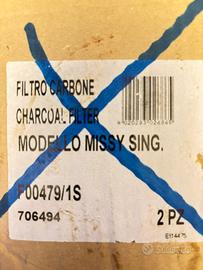 FILTRO CARBONE
CHARCOAL FILTER
MODELLO MISSY SING.
F00479/1S
706494
2 PZ